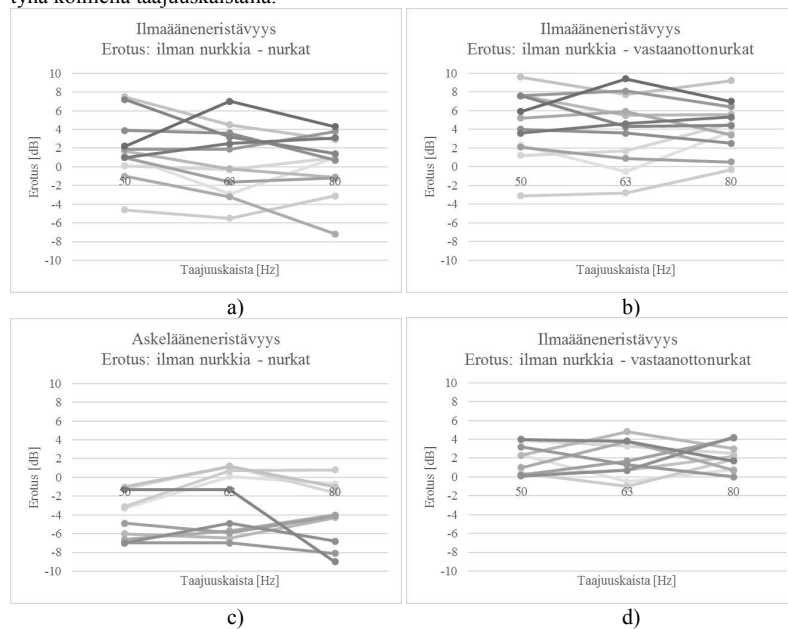 Ilmaääneneristävyys
Erotus: ilman nurkkia - nurkat
10
8
6
4
2
0
-2
-4
-6
-8
-10
50
63
80
Erotus [dB]
Taajuuskaista [Hz]
a)
Ilmaääneneristävyys
Erotus: ilman nurkkia - vastaanottonurkat
10
8
6
4
2
0
-2
-4
-6
-8
-10
50
63
80
Erotus [dB]
Taajuuskaista [Hz]
b)
Askelääneneristävyys
Erotus: ilman nurkkia - nurkat
10
8
6
4
2
0
-2
-4
-6
-8
-10
50
63
80
Erotus [dB]
Taajuuskaista [Hz]
c)
Ilmaääneneristävyys
Erotus: ilman nurkkia - vastaanottonurkat
10
8
6
4
2
0
-2
-4
-6
-8
-10
50
63
80
Erotus [dB]
Taajuuskaista [Hz]
d)